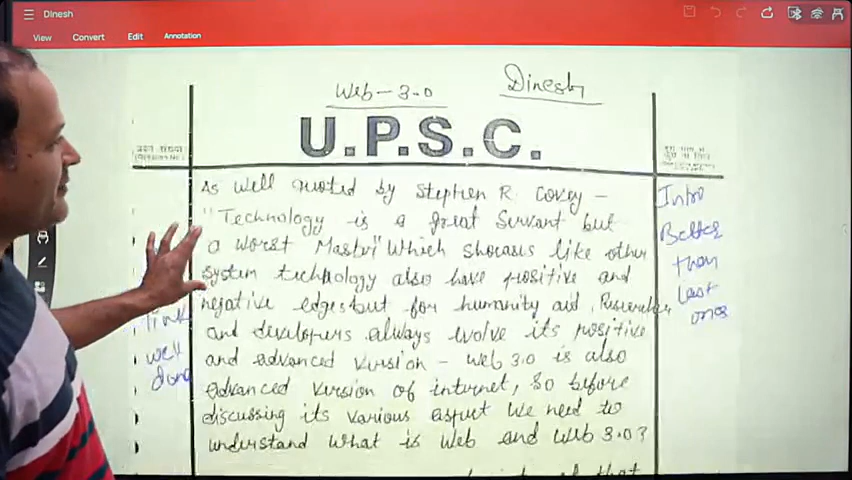 Dinesh
View Convert Edit Annotation
Web-3.0 Dinesh
U.P.S.C.
As well quoted by Stephen R. Covey -
"Technology is a great Servant but
a worst Master" Which showcases like other
system technology also have positive and
negative edges but for humanity aid, Researcher
and developers always evolve its positive
and advanced version - Web 3.0 is also
advanced version of internet, So before
discussing its various aspect we need to
understand what is Web and Web 3.0?
Intro
Better
than
last
ones
link
well
done